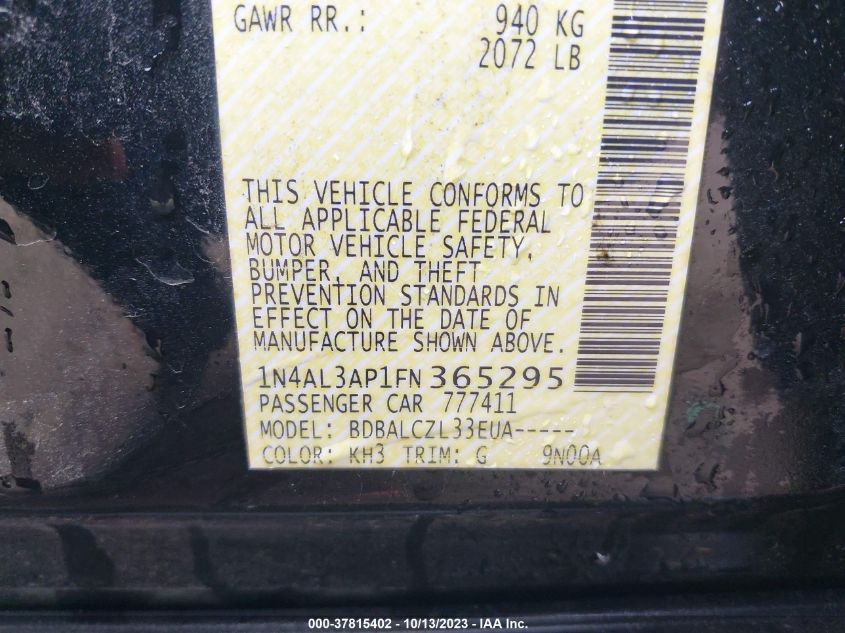 GAWR RR.: 940 KG
2072 LB
THIS VEHICLE CONFORMS TO
ALL APPLICABLE FEDERAL
MOTOR VEHICLE SAFETY,
BUMPER, AND THEFT
PREVENTION STANDARDS IN
EFFECT ON THE DATE OF
MANUFACTURE SHOWN ABOVE.
1N4AL3AP1FN 365295
PASSENGER CAR 777411
MODEL: BDBALCZL33EUA-----
COLOR: KH3 TRIM: G 9N00A
000-37815402 - 10/13/2023 - IAA Inc.